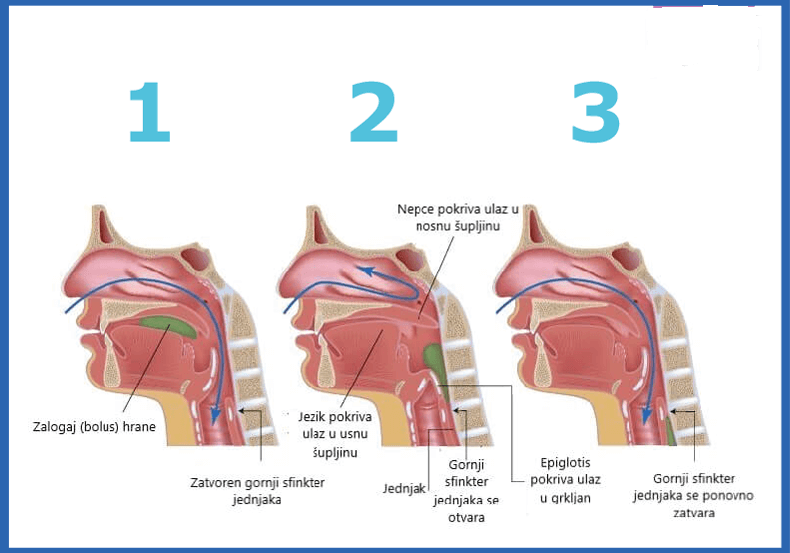 1
2
3
Nepce pokriva ulaz u
nosnu šupljinu
Zalogaj (bolus) hrane
Jezik pokriva
ulaz u usnu
šupljinu
Zatvoren gornji sfinkter
jednjaka
Jednjak
Gornji
sfinkter
jednjaka se
otvara
Epiglotis
pokriva ulaz
u grkljan
Gornji sfinkter
jednjaka se ponovno
zatvara